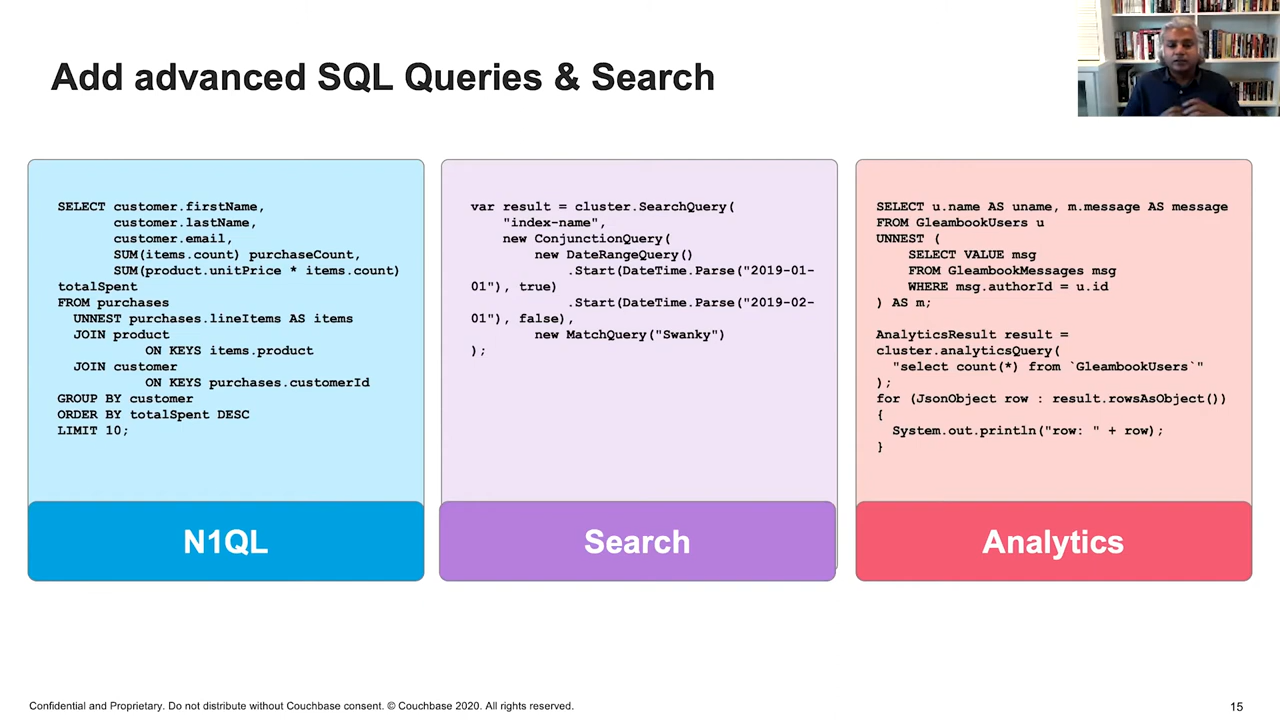 Add advanced SQL Queries & Search
SELECT customer.firstName,
customer.lastName,
customer.email,
SUM(items.count) purchaseCount,
SUM(product.unitPrice * items.count)
totalSpent
FROM purchases
UNNEST purchases.lineItems AS items
JOIN product
ON KEYS items.product
JOIN customer
ON KEYS purchases.customerId
GROUP BY customer
ORDER BY totalSpent DESC
LIMIT 10;
N1QL
var result = cluster.SearchQuery(
"index-name",
new ConjunctionQuery(
new DateRangeQuery()
.Start(DateTime.Parse("2019-01-
01"), true)
.Start(DateTime.Parse("2019-02-
01"), false),
new MatchQuery("Swanky")
);
Search
SELECT u.name AS uname, m.message AS message
FROM GleambookUsers u
UNNEST (
SELECT VALUE msg
FROM GleambookMessages msg
WHERE msg.authorId = u.id
) AS m;
AnalyticsResult result =
cluster.analyticsQuery(
"select count(*) from `GleambookUsers`"
);
for (JsonObject row : result.rowsAsObject())
{
System.out.println("row: " + row);
}
Analytics
Confidential and Proprietary. Do not distribute without Couchbase consent. © Couchbase 2020. All rights reserved.
15